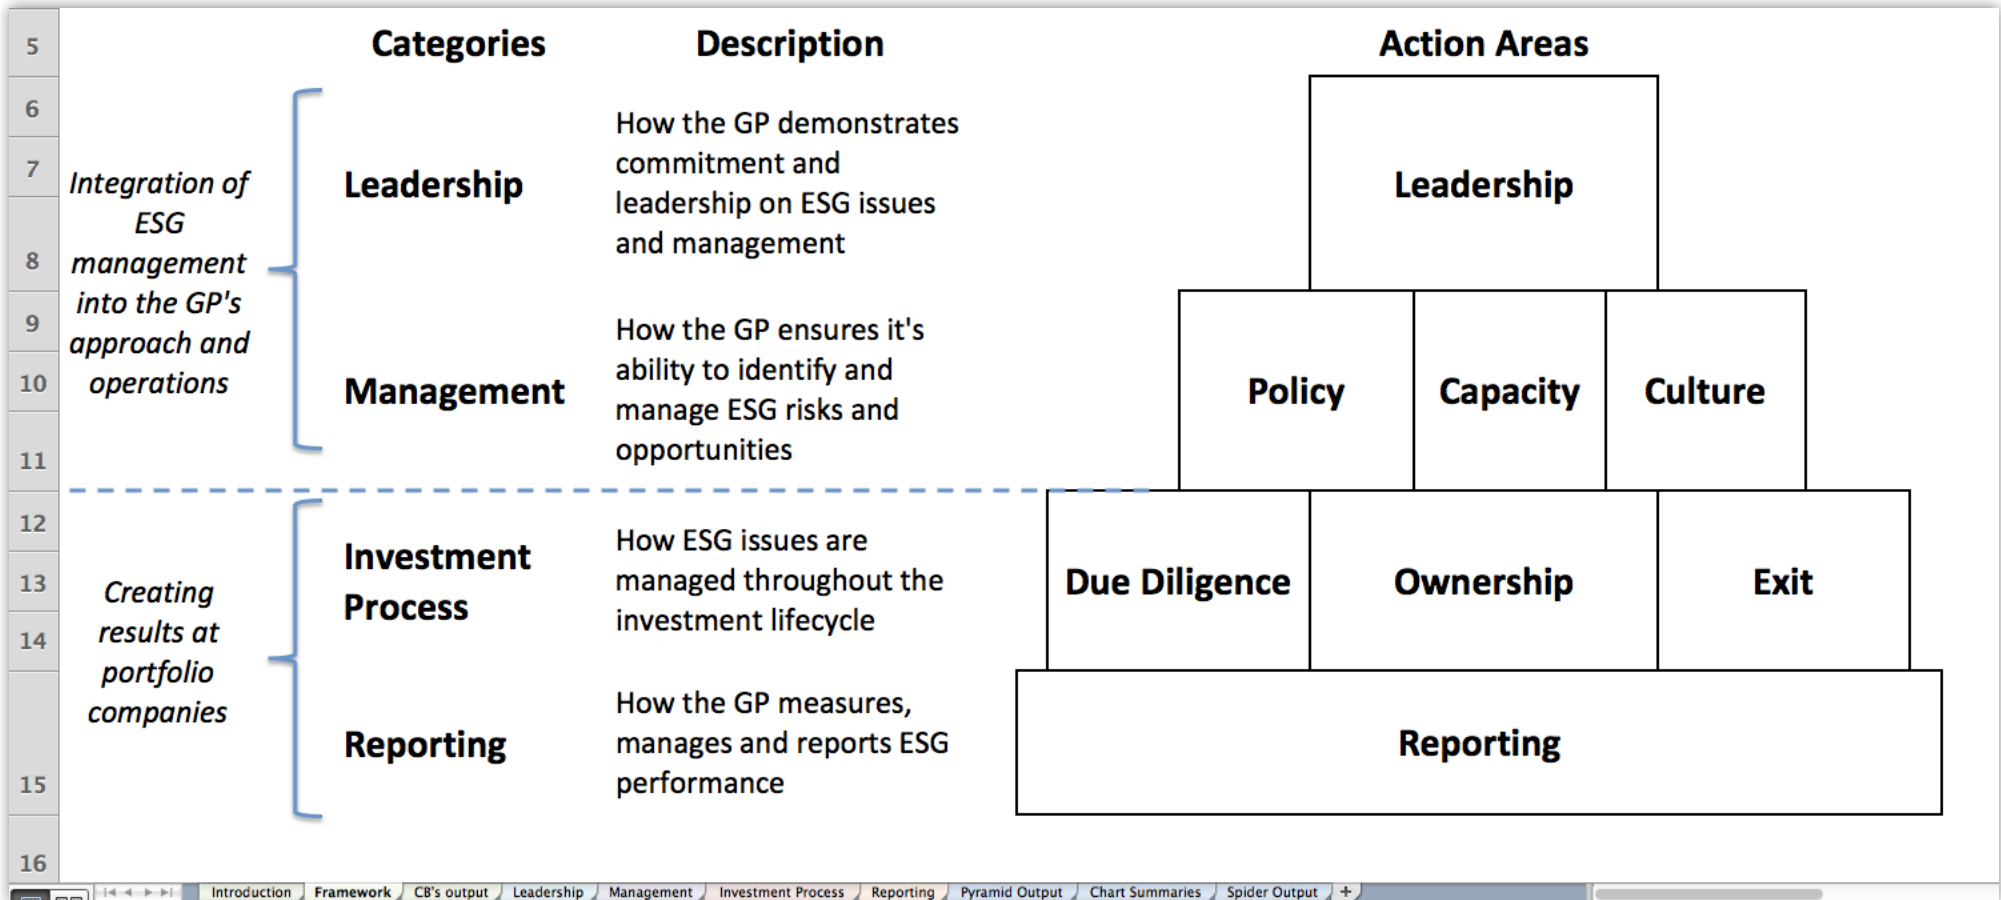 Categories
Description
Action Areas
5
6
7
8
9
10
11
12
13
14
15
16
Integration of
ESG
management
into the GP's
approach and
operations
Leadership
How the GP demonstrates
commitment and
leadership on ESG issues
and management
Leadership
Management
How the GP ensures it's
ability to identify and
manage ESG risks and
opportunities
Policy
Capacity
Culture
Creating
results at
portfolio
companies
Investment
Process
How ESG issues are
managed throughout the
investment lifecycle
Due Diligence
Ownership
Exit
Reporting
How the GP measures,
manages and reports ESG
performance
Reporting
Introduction
Framework
CB's output
Leadership
Management
Investment Process
Reporting
Pyramid Output
Chart Summaries
Spider Output
+